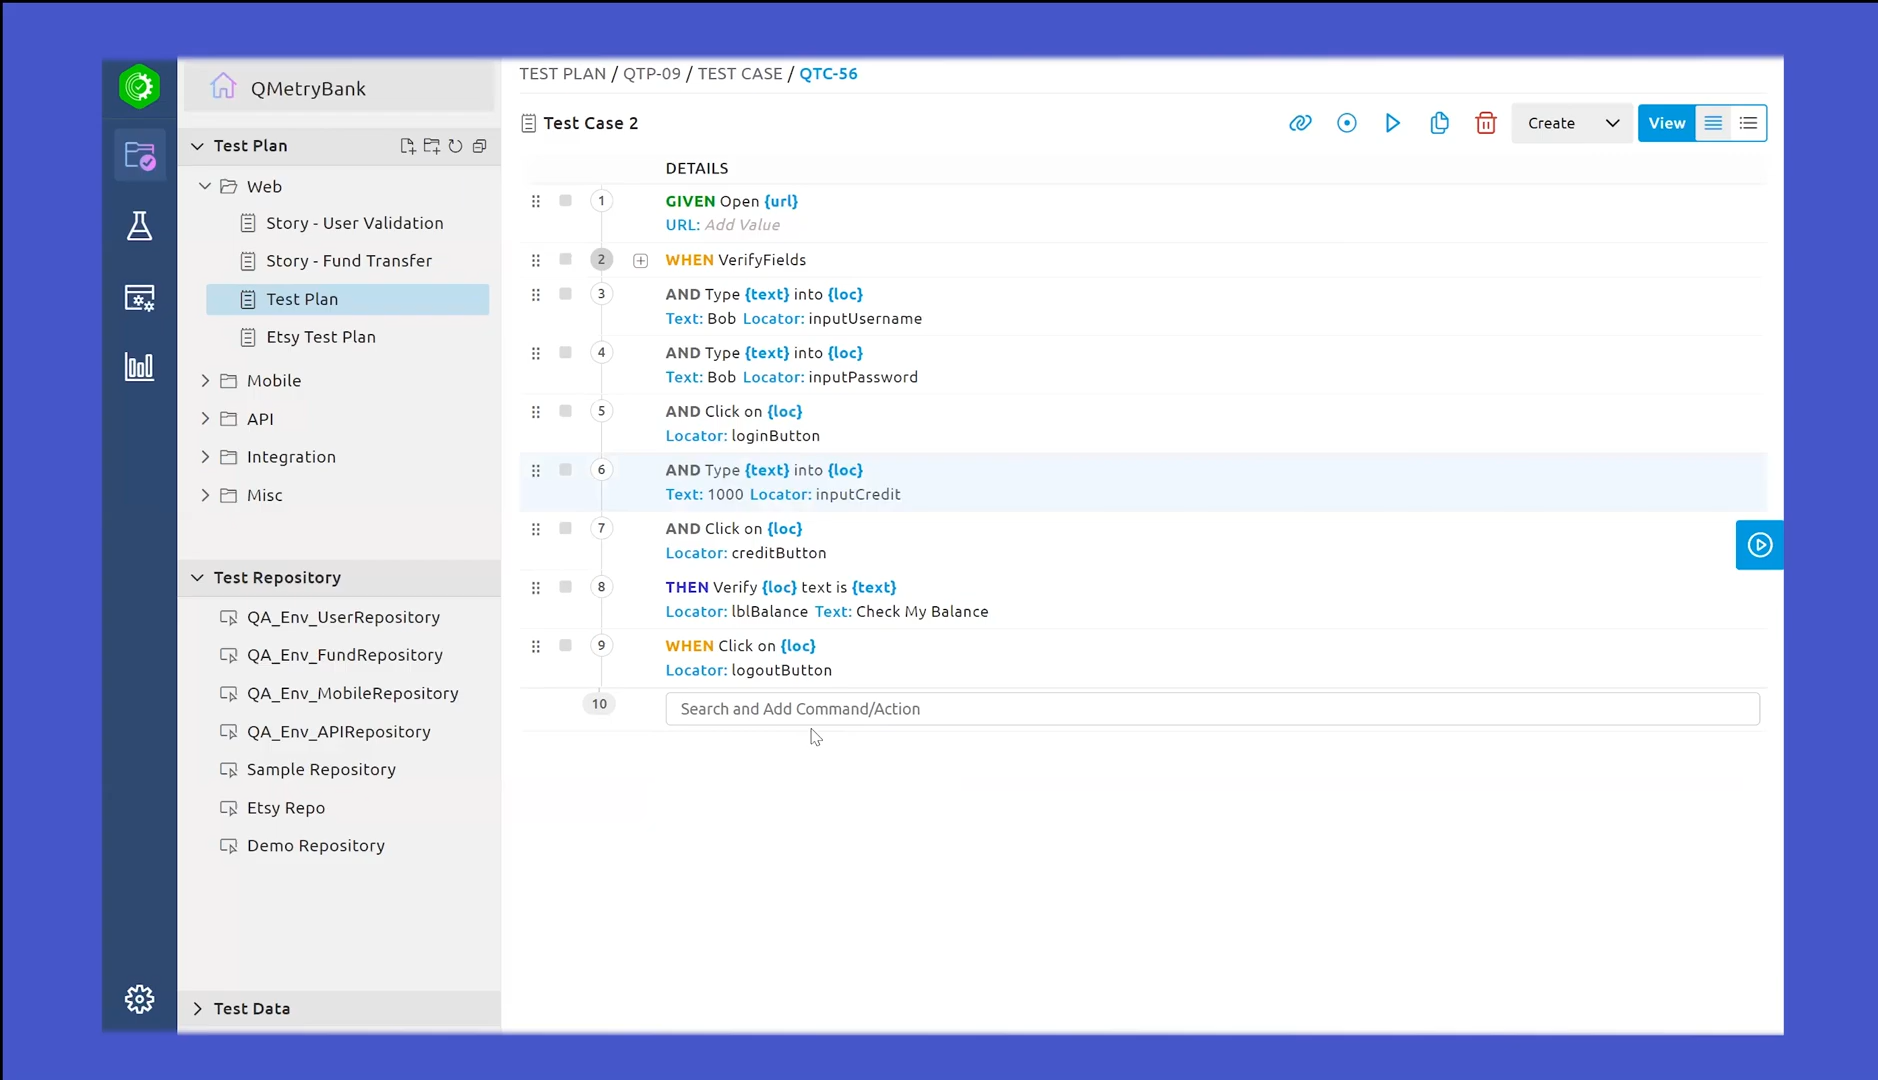 QMetryBank
Test Plan
Web
Story - User Validation
Story - Fund Transfer
Test Plan
Etsy Test Plan
Mobile
API
Integration
Misc
Test Repository
QA_Env_UserRepository
QA_Env_FundRepository
QA_Env_MobileRepository
QA_Env_APIRepository
Sample Repository
Etsy Repo
Demo Repository
Test Data
TEST PLAN / QTP-09 / TEST CASE / QTC-56
Test Case 2
Create
View
DETAILS
1 GIVEN Open {url}
URL: Add Value
2 WHEN VerifyFields
3 AND Type {text} into {loc}
Text: Bob Locator: inputUsername
4 AND Type {text} into {loc}
Text: Bob Locator: inputPassword
5 AND Click on {loc}
Locator: loginButton
6 AND Type {text} into {loc}
Text: 1000 Locator: inputCredit
7 AND Click on {loc}
Locator: creditButton
8 THEN Verify {loc} text is {text}
Locator: lblBalance Text: Check My Balance
9 WHEN Click on {loc}
Locator: logoutButton
10 Search and Add Command/Action